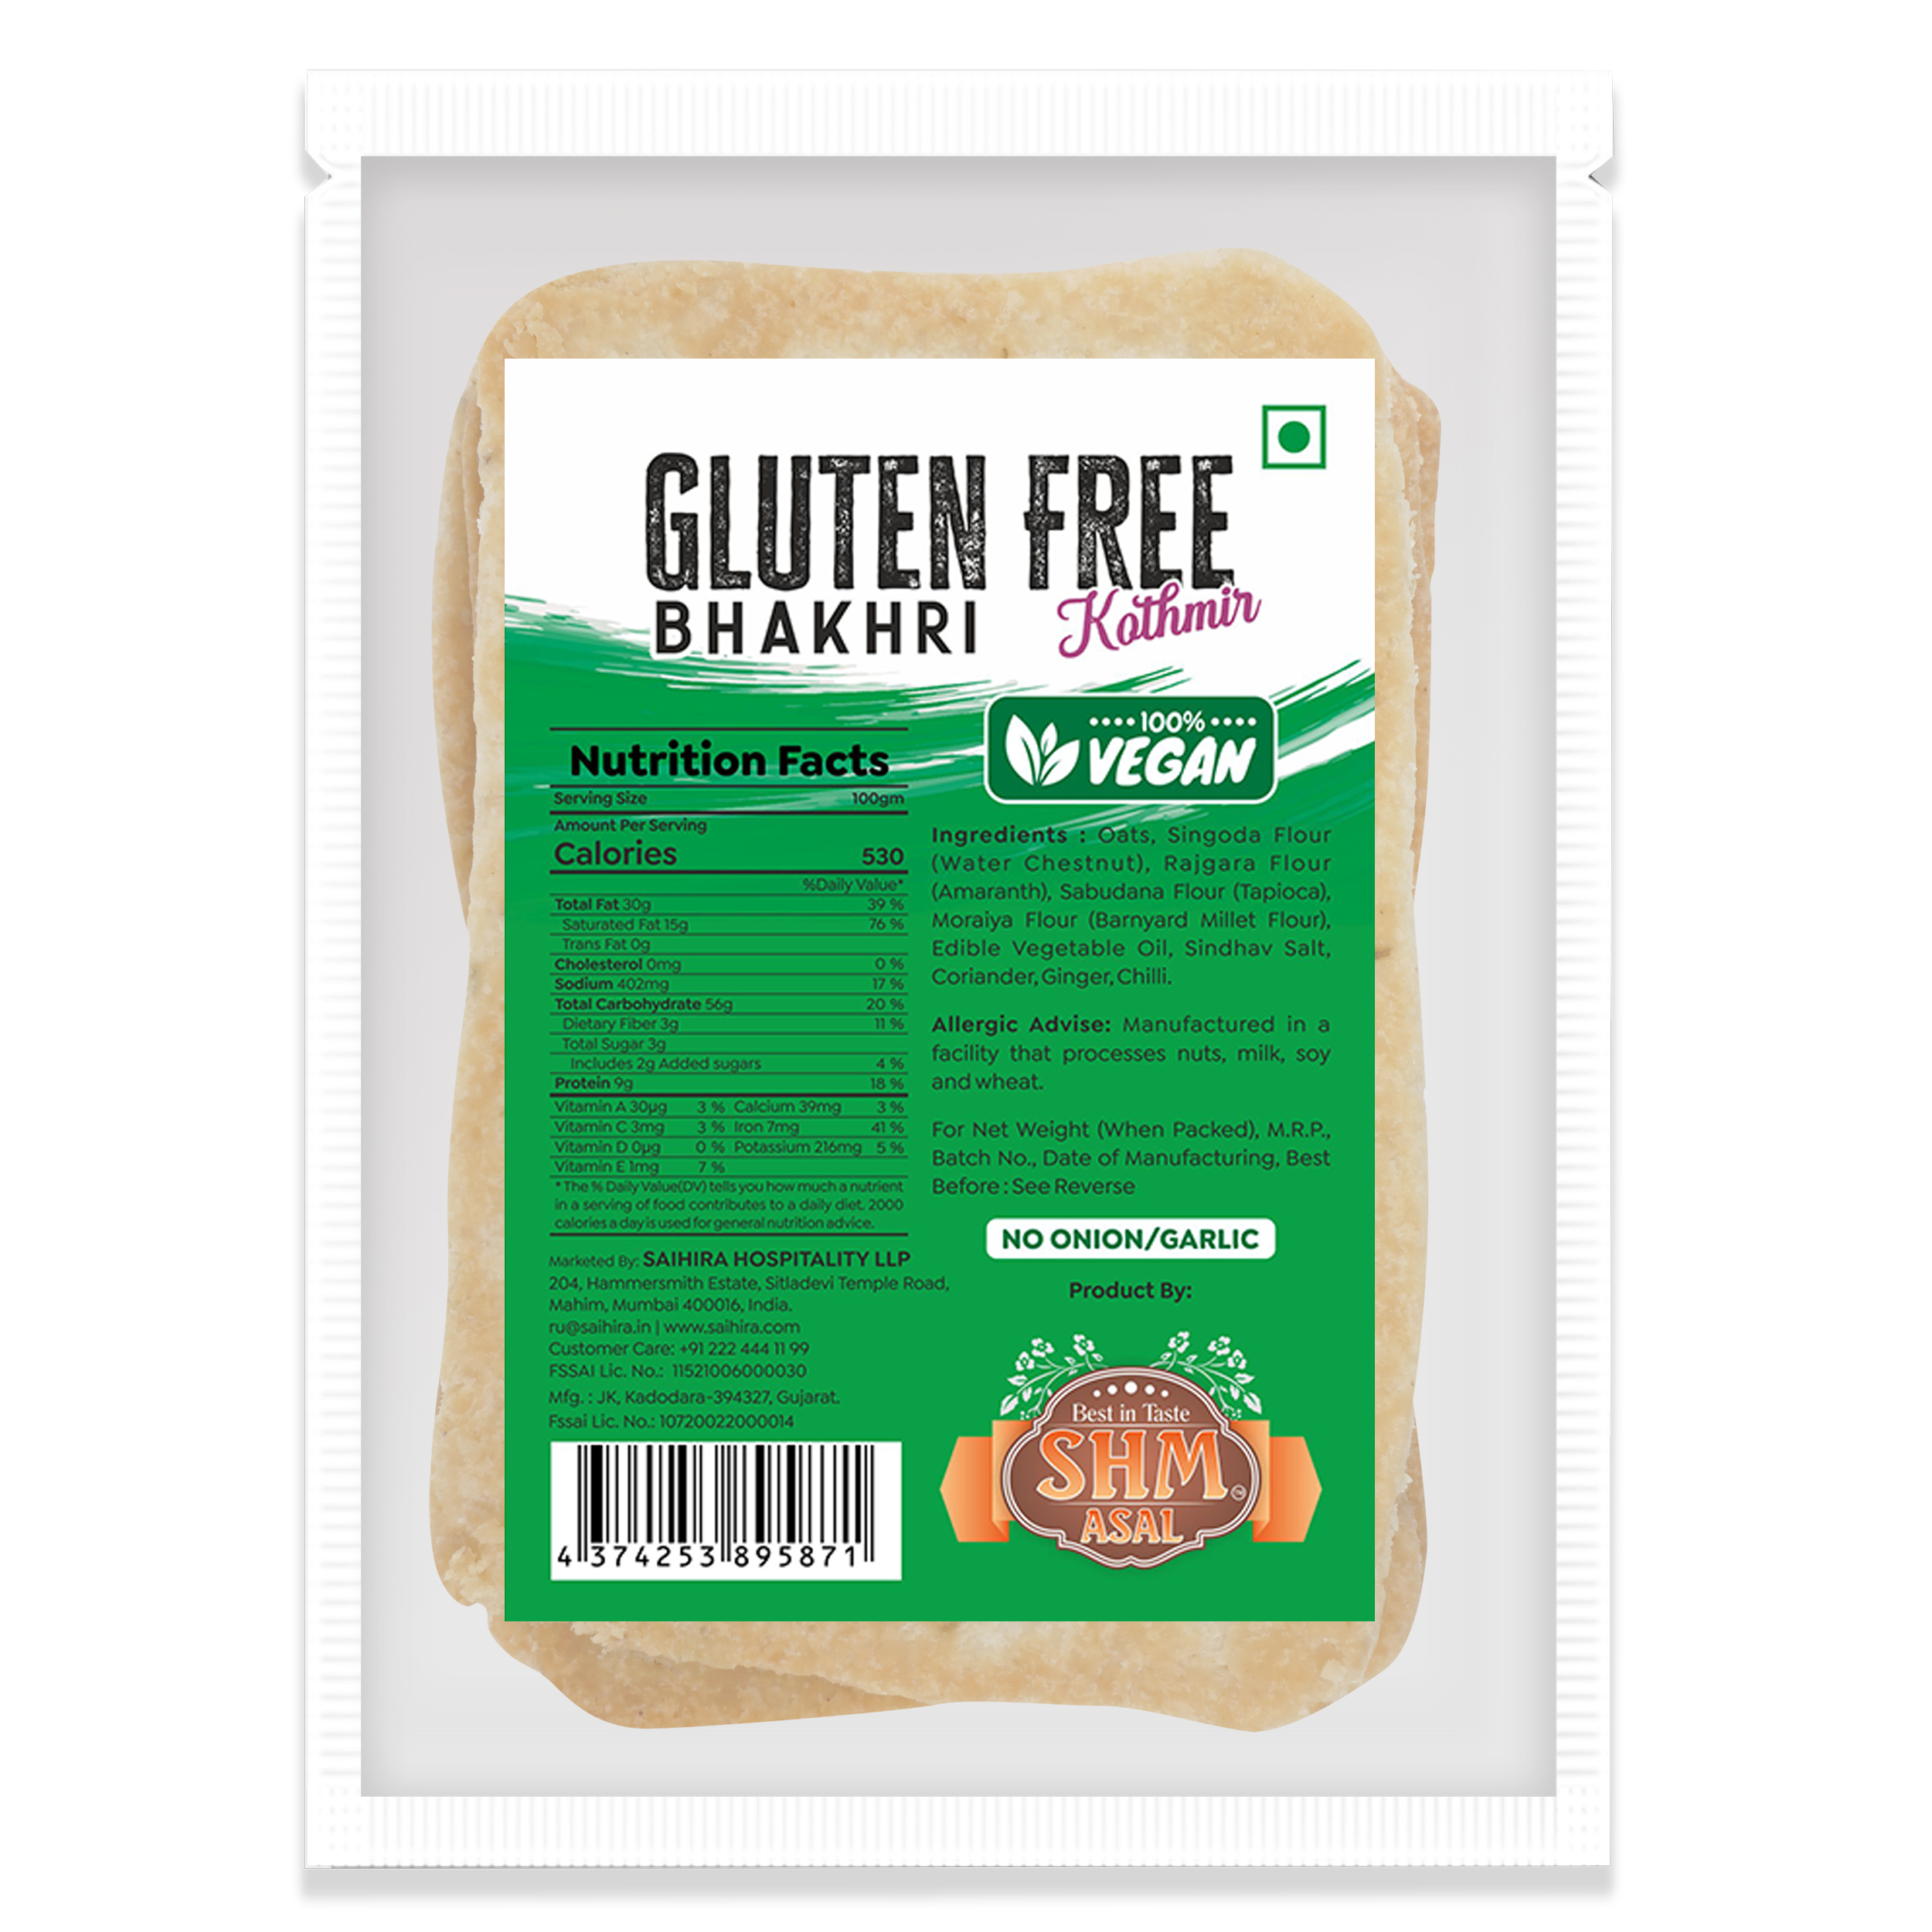 GLUTEN FREE
BHAKHRI Kothmir
100%
VEGAN
Nutrition Facts
Serving Size 100gm
Amount Per Serving
Calories 530
%Daily Value*
Total Fat 30g 39 %
Saturated Fat 15g 76 %
Trans Fat 0g
Cholesterol 0mg 0 %
Sodium 402mg 17 %
Total Carbohydrate 56g 20 %
Dietary Fiber 3g 11 %
Total Sugar 3g
Includes 2g Added sugars 4 %
Protein 9g 18 %
Vitamin A 30µg 3 % Calcium 39mg 3 %
Vitamin C 3mg 3 % Iron 7mg 41 %
Vitamin D 0µg 0 % Potassium 216mg 5 %
Vitamin E 1mg 7 %
*The % Daily Value(DV) tells you how much a nutrient
in a serving of food contributes to a daily diet. 2000
calories a day is used for general nutrition advice.
Marketed By: SAIHIRA HOSPITALITY LLP
204, Hammersmith Estate, Sitladevi Temple Road,
Mahim, Mumbai 400016, India.
ru@saihira.in | www.saihira.com
Customer Care: +91 222 444 11 99
FSSAI Lic. No.: 11521006000030
Mfg. : JK, Kadodara-394327, Gujarat.
Fssai Lic. No.: 10720022000014
4 374253 895871
Ingredients : Oats, Singoda Flour
(Water Chestnut), Rajgara Flour
(Amaranth), Sabudana Flour (Tapioca),
Moraiya Flour (Barnyard Millet Flour),
Edible Vegetable Oil, Sindhav Salt,
Coriander, Ginger, Chilli.
Allergic Advise: Manufactured in a
facility that processes nuts, milk, soy
and wheat.
For Net Weight (When Packed), M.R.P.,
Batch No., Date of Manufacturing, Best
Before : See Reverse
NO ONION/GARLIC
Product By:
Best in Taste
SHM
ASAL